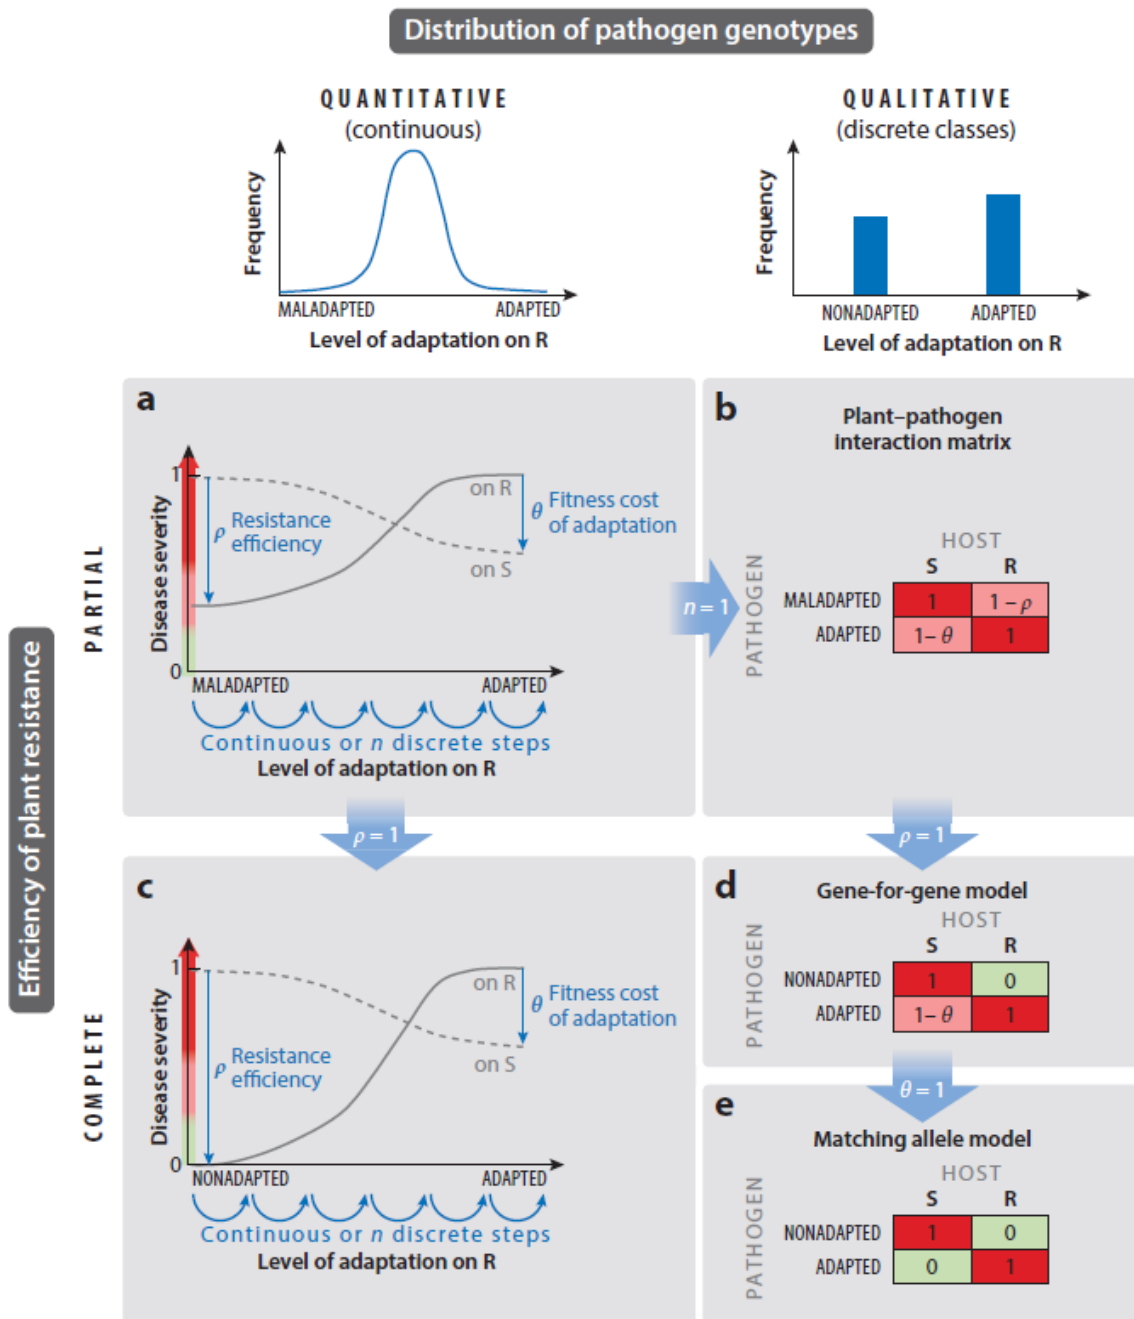 Distribution of pathogen genotypes
QUANTITATIVE
(continuous)
Frequency
MALADAPTED
ADAPTED
Level of adaptation on R
QUALITATIVE
(discrete classes)
Frequency
NONADAPTED
ADAPTED
Level of adaptation on R
Efficiency of plant resistance
PARTIAL
a
Disease severity
1
0
ρ Resistance
efficiency
on R
on S
θ Fitness cost
of adaptation
MALADAPTED
ADAPTED
Continuous or n discrete steps
Level of adaptation on R
n = 1
b
Plant–pathogen
interaction matrix
HOST
S R
PATHOGEN
MALADAPTED 1 1 – ρ
ADAPTED 1– θ 1
ρ = 1
ρ = 1
COMPLETE
c
Disease severity
1
0
ρ Resistance
efficiency
on R
on S
θ Fitness cost
of adaptation
NONADAPTED
ADAPTED
Continuous or n discrete steps
Level of adaptation on R
d
Gene-for-gene model
HOST
S R
PATHOGEN
NONADAPTED 1 0
ADAPTED 1– θ 1
θ = 1
e
Matching allele model
HOST
S R
PATHOGEN
NONADAPTED 1 0
ADAPTED 0 1